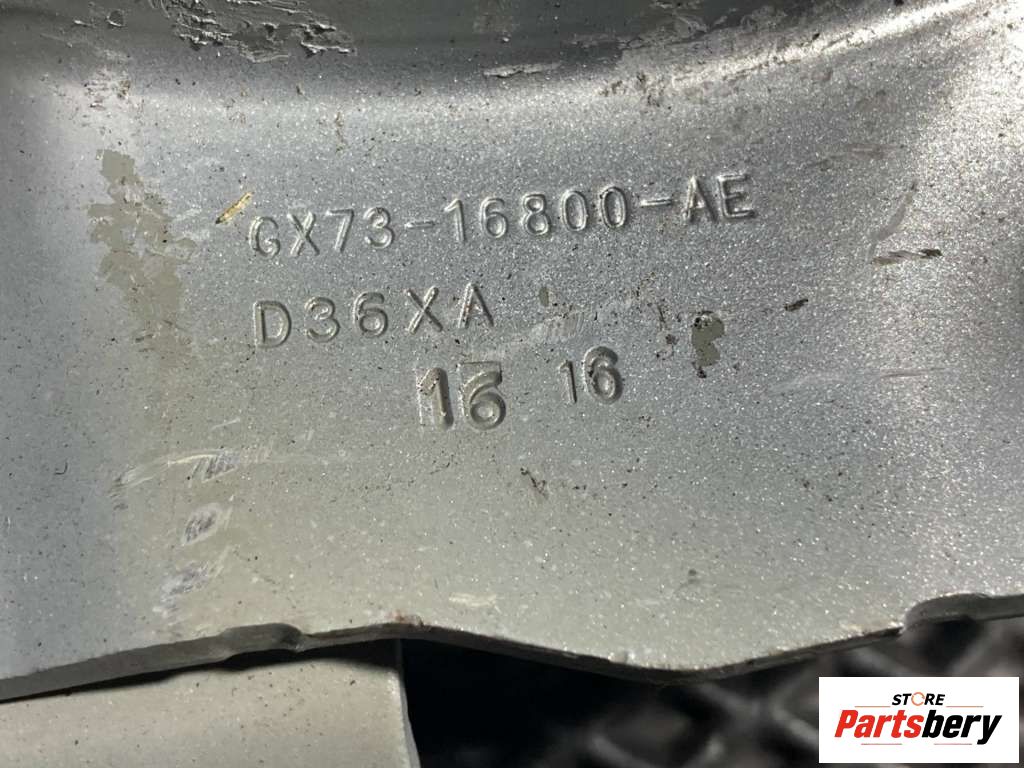 GX73-16800-AE
D36XA
16 16
STORE
Partsbery